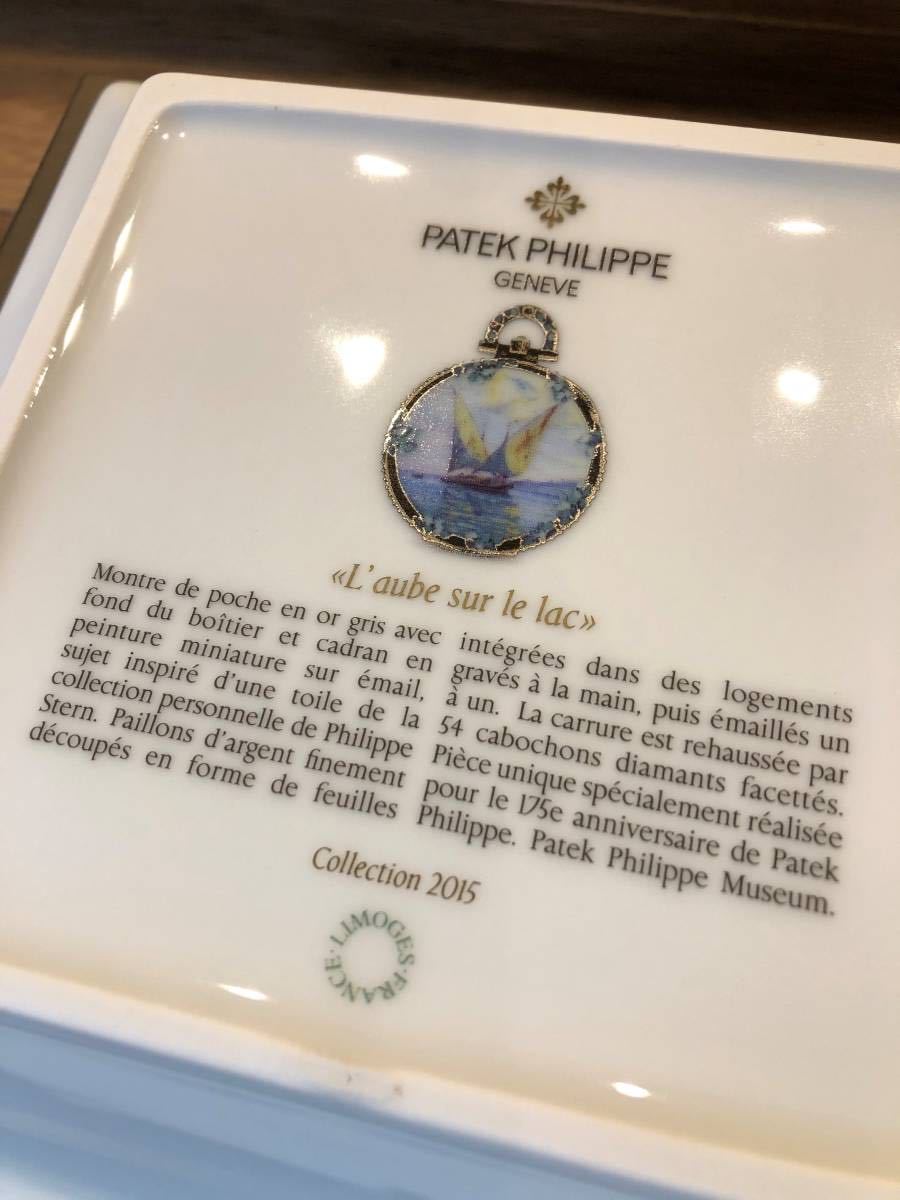 PATEK PHILIPPE
GENEVE
«L'aube sur le lac»
Montre de poche en or gris avec
fond du boîtier et cadran en
peinture miniature sur émail,
sujet inspiré d'une toile de la
collection personnelle de Philippe
Stern. Paillons d'argent finement
découpés en forme de feuilles
intégrées dans des logements
gravés à la main, puis émaillés un
à un. La carrure est rehaussée par
54 cabochons diamants facettés.
Pièce unique spécialement réalisée
pour le 175e anniversaire de Patek
Philippe. Patek Philippe Museum.
Collection 2015
LIMOGES · FRANCE ·